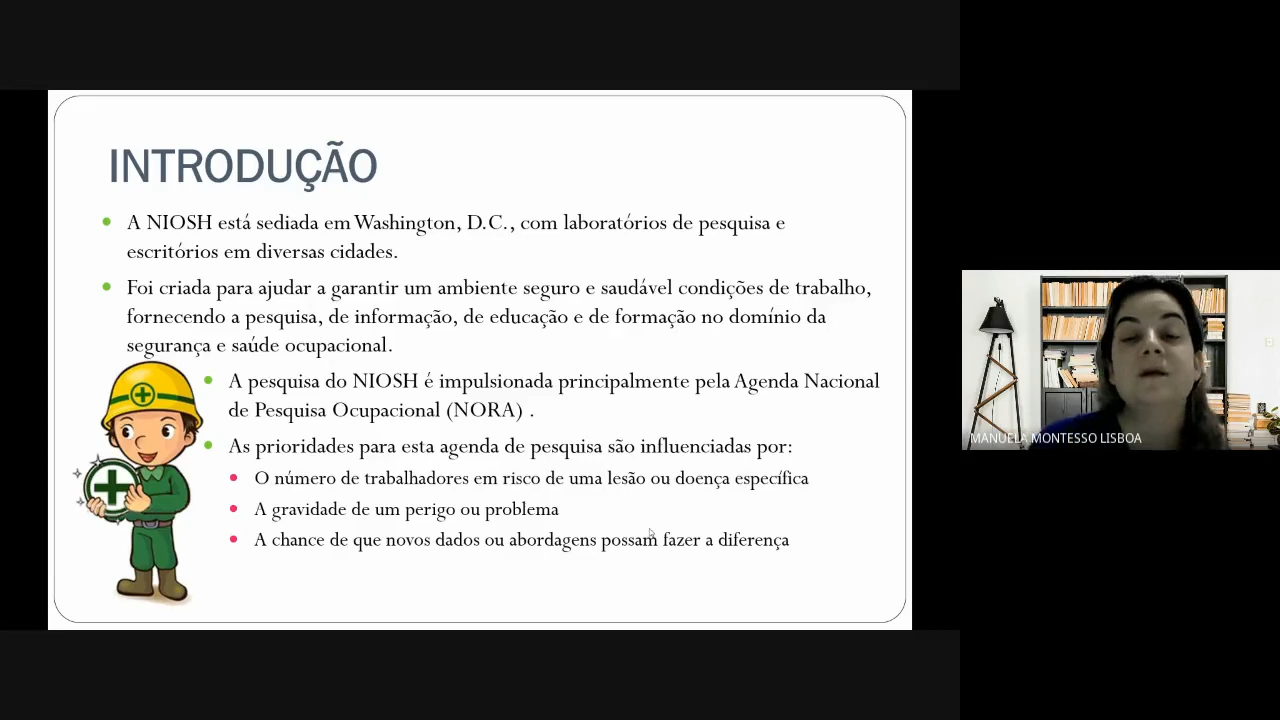 INTRODUÇÃO
A NIOSH está sediada em Washington, D.C., com laboratórios de pesquisa e
escritórios em diversas cidades.
Foi criada para ajudar a garantir um ambiente seguro e saudável condições de trabalho,
fornecendo a pesquisa, de informação, de educação e de formação no domínio da
segurança e saúde ocupacional.
A pesquisa do NIOSH é impulsionada principalmente pela Agenda Nacional
de Pesquisa Ocupacional (NORA) .
As prioridades para esta agenda de pesquisa são influenciadas por:
O número de trabalhadores em risco de uma lesão ou doença específica
A gravidade de um perigo ou problema
A chance de que novos dados ou abordagens possam fazer a diferença
MANUELA MONTESSO LISBOA